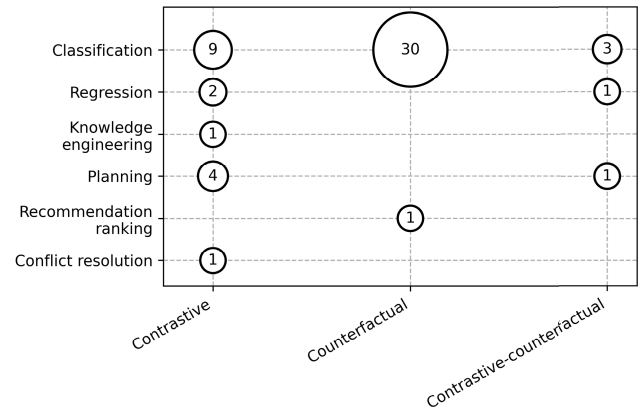 Classification 9 30 3
Regression 2 1
Knowledge
engineering 1
Planning 4 1
Recommendation
ranking 1
Conflict resolution 1
Contrastive
Counterfactual
Contrastive-counterfactual